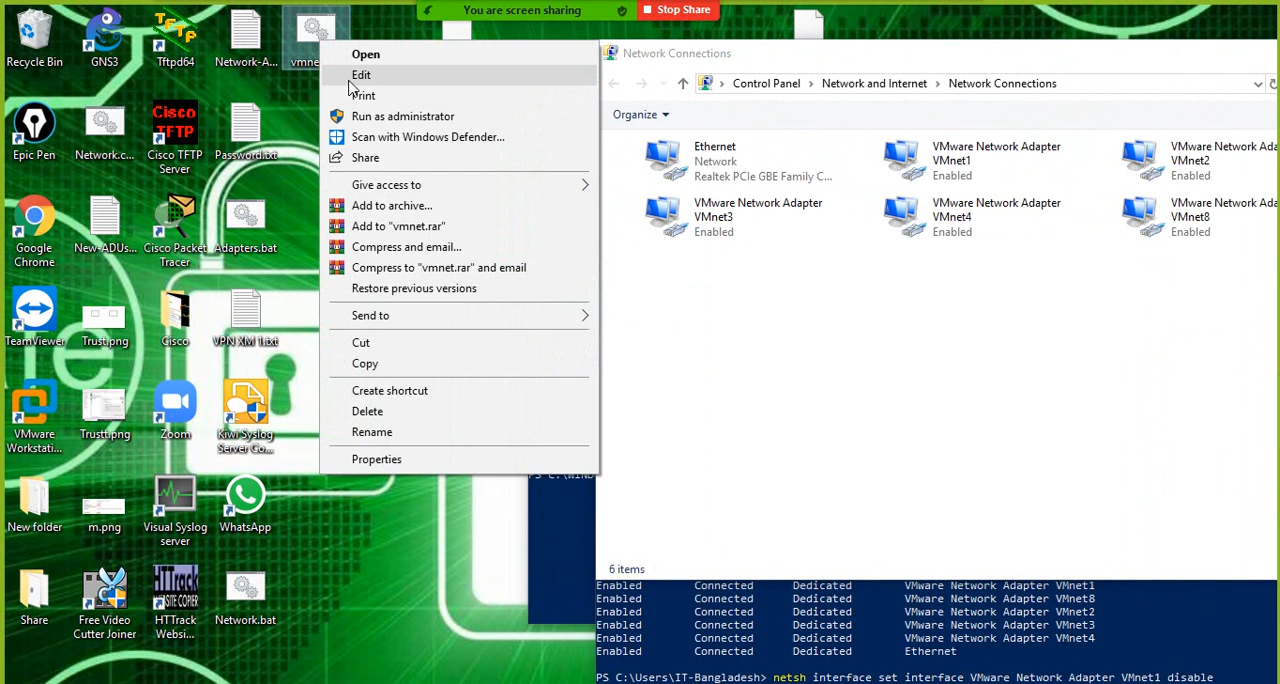 You are screen sharing
Stop Share
Recycle Bin
GNS3
Tftpd64
Network-A...
Epic Pen
Network.c...
Cisco
TFTP
Cisco TFTP
Server
Password.txt
Google
Chrome
New-ADUs...
Cisco Packet
Tracer
Adapters.bat
TeamViewer
Trust.png
Cisco
VPN XM 1.txt
VMware
Workstati...
Trustt.png
Zoom
Kiwi Syslog
Server Co...
New folder
m.png
Visual Syslog
server
WhatsApp
Share
Free Video
Cutter Joiner
HTTrack
WEBSITE COPIER
HTTrack
Websi...
Network.bat
Open
Edit
Print
Run as administrator
Scan with Windows Defender...
Share
Give access to
Add to archive...
Add to "vmnet.rar"
Compress and email...
Compress to "vmnet.rar" and email
Restore previous versions
Send to
Cut
Copy
Create shortcut
Delete
Rename
Properties
Network Connections
Control Panel > Network and Internet > Network Connections
Organize
Ethernet
Network
Realtek PCIe GBE Family C...
VMware Network Adapter
VMnet1
Enabled
VMware Network Ada
VMnet2
Enabled
VMware Network Adapter
VMnet3
Enabled
VMware Network Adapter
VMnet4
Enabled
VMware Network Ada
VMnet8
Enabled
6 items
Enabled Connected Dedicated VMware Network Adapter VMnet1
Enabled Connected Dedicated VMware Network Adapter VMnet8
Enabled Connected Dedicated VMware Network Adapter VMnet2
Enabled Connected Dedicated VMware Network Adapter VMnet3
Enabled Connected Dedicated VMware Network Adapter VMnet4
Enabled Connected Dedicated Ethernet
PS C:\Users\IT-Bangladesh> netsh interface set interface VMware Network Adapter VMnet1 disable